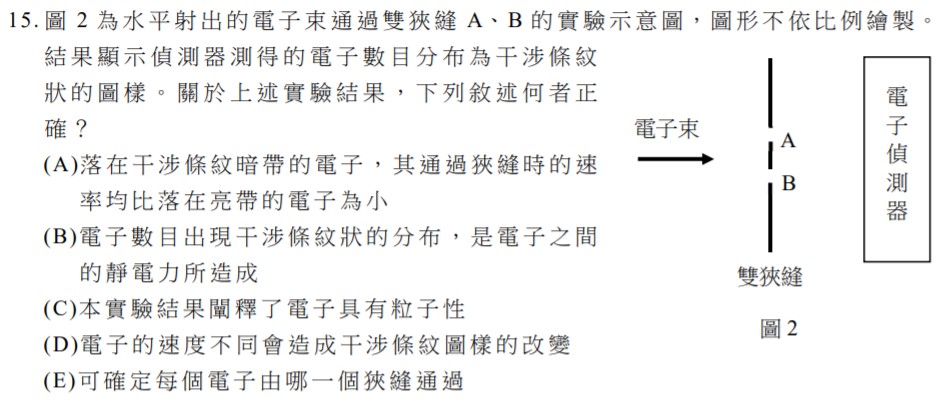 15.圖 2 為水平射出的電子束通過雙狹縫 A、B 的實驗示意圖，圖形不依比例繪製。
結果顯示偵測器測得的電子數目分布為干涉條紋
狀的圖樣。關於上述實驗結果，下列敘述何者正
確？
(A)落在干涉條紋暗帶的電子，其通過狹縫時的速
率均比落在亮帶的電子為小
(B)電子數目出現干涉條紋狀的分布，是電子之間
的靜電力所造成
(C)本實驗結果闡釋了電子具有粒子性
(D)電子的速度不同會造成干涉條紋圖樣的改變
(E)可確定每個電子由哪一個狹縫通過
電子束
A
B
雙狹縫
電子偵測器
圖 2